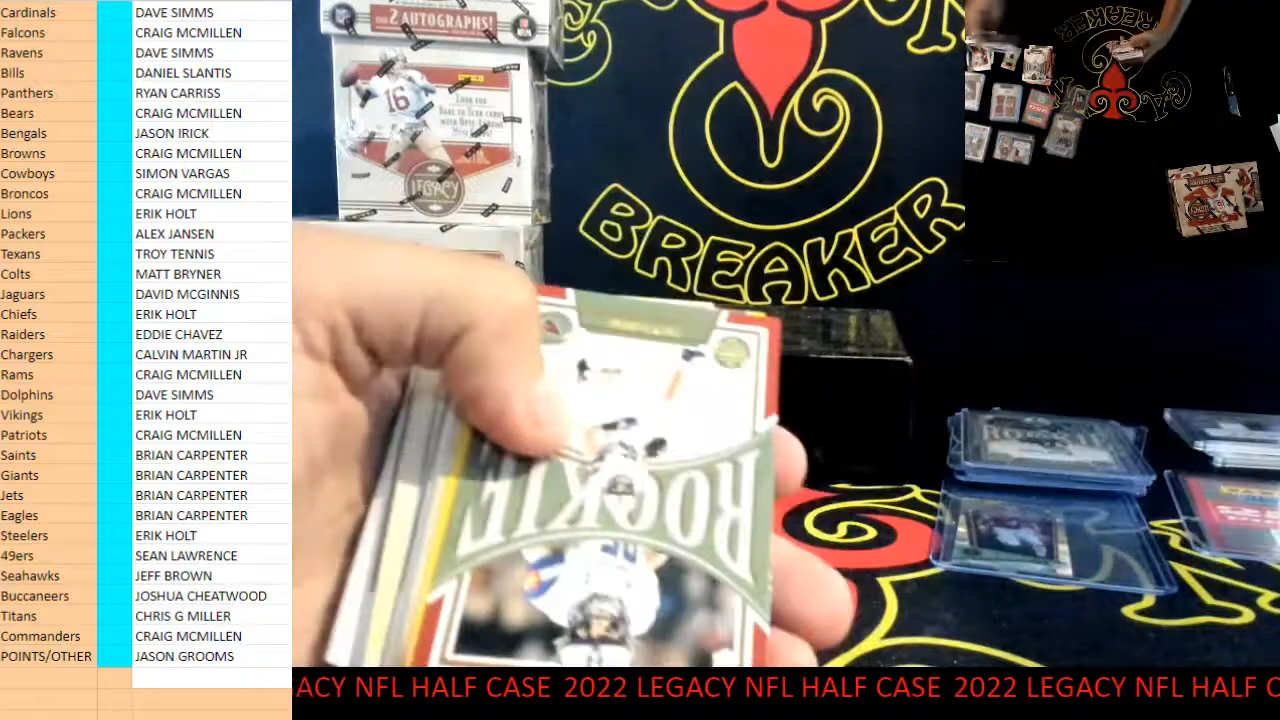 Cardinals DAVE SIMMS
Falcons CRAIG MCMILLEN
Ravens DAVE SIMMS
Bills DANIEL SLANTIS
Panthers RYAN CARRISS
Bears CRAIG MCMILLEN
Bengals JASON IRICK
Browns CRAIG MCMILLEN
Cowboys SIMON VARGAS
Broncos CRAIG MCMILLEN
Lions ERIK HOLT
Packers ALEX JANSEN
Texans TROY TENNIS
Colts MATT BRYNER
Jaguars DAVID MCGINNIS
Chiefs ERIK HOLT
Raiders EDDIE CHAVEZ
Chargers CALVIN MARTIN JR
Rams CRAIG MCMILLEN
Dolphins DAVE SIMMS
Vikings ERIK HOLT
Patriots CRAIG MCMILLEN
Saints BRIAN CARPENTER
Giants BRIAN CARPENTER
Jets BRIAN CARPENTER
Eagles BRIAN CARPENTER
Steelers ERIK HOLT
49ers SEAN LAWRENCE
Seahawks JEFF BROWN
Buccaneers JOSHUA CHEATWOOD
Titans CHRIS G MILLER
Commanders CRAIG MCMILLEN
POINTS/OTHER JASON GROOMS
2 AUTOGRAPHS!
16
LOOK FOR
LEGACY
BREAKER
ROOKIE
BREAKER
ACY NFL HALF CASE 2022 LEGACY NFL HALF CASE 2022 LEGACY NFL HALF C